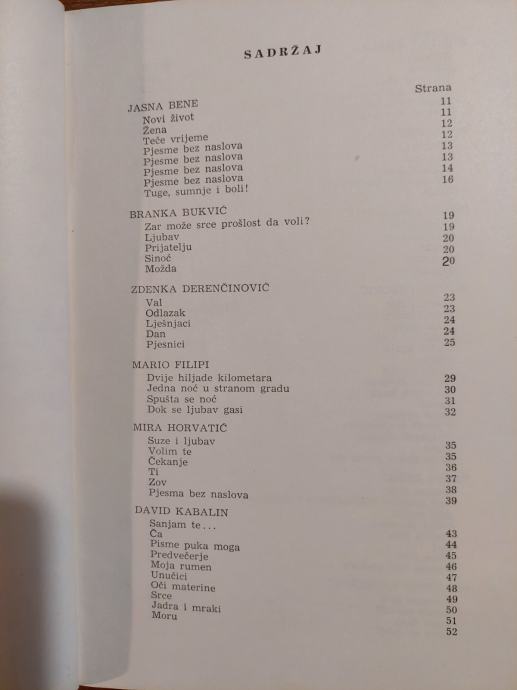 SADRŽAJ
Strana
JASNA BENE
Novi život 11
Žena 11
Teče vrijeme 12
Pjesme bez naslova 12
Pjesme bez naslova 13
Pjesme bez naslova 13
Pjesme bez naslova 14
Tuge, sumnje i boli! 16
BRANKA BUKVIĆ
Zar može srce prošlost da voli? 19
Ljubav 19
Prijatelju 20
Sinoć 20
Možda 20
ZDENKA DERENČINOVIĆ
Val 23
Odlazak 23
Lješnjaci 24
Dan 24
Pjesnici 25
MARIO FILIPI
Dvije hiljade kilometara 29
Jedna noć u stranom gradu 30
Spušta se noć 31
Dok se ljubav gasi 32
MIRA HORVATIĆ
Suze i ljubav 35
Volim te 35
Čekanje 36
Ti 37
Zov 38
Pjesma bez naslova 39
DAVID KABALIN
Sanjam te... 43
Ča 44
Pisme puka moga 45
Predvečerje 46
Moja rumen 47
Unučici 48
Oči materine 49
Srce 50
Jadra i mraki 51
Moru 52